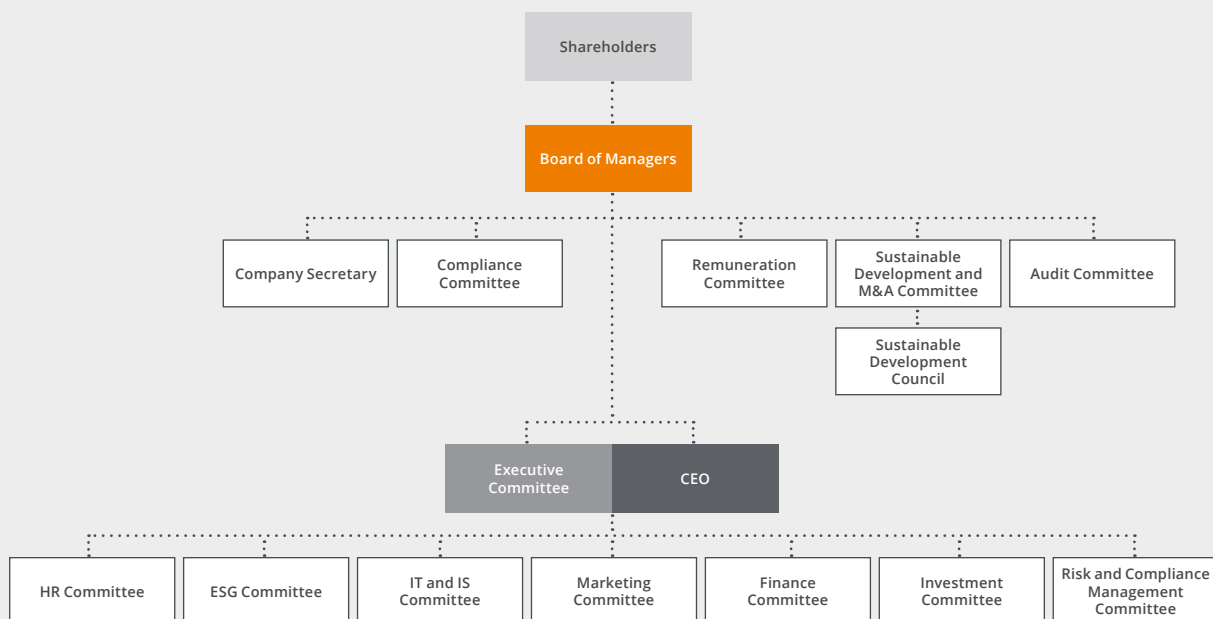 Shareholders
Board of Managers
Company Secretary
Compliance
Committee
Remuneration
Committee
Sustainable
Development and
M&A Committee
Audit Committee
Sustainable
Development
Council
Executive
Committee
CEO
HR Committee
ESG Committee
IT and IS
Committee
Marketing
Committee
Finance
Committee
Investment
Committee
Risk and Compliance
Management
Committee